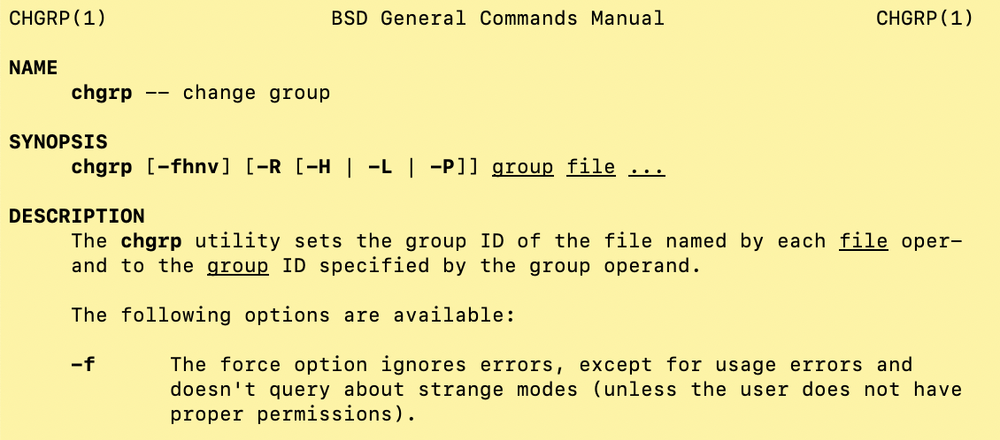 CHGRP(1) BSD General Commands Manual CHGRP(1)
NAME
chgrp -- change group
SYNOPSIS
chgrp [-fhnv] [-R [-H | -L | -P]] group file ...
DESCRIPTION
The chgrp utility sets the group ID of the file named by each file oper-
and to the group ID specified by the group operand.
The following options are available:
-f The force option ignores errors, except for usage errors and
doesn't query about strange modes (unless the user does not have
proper permissions).